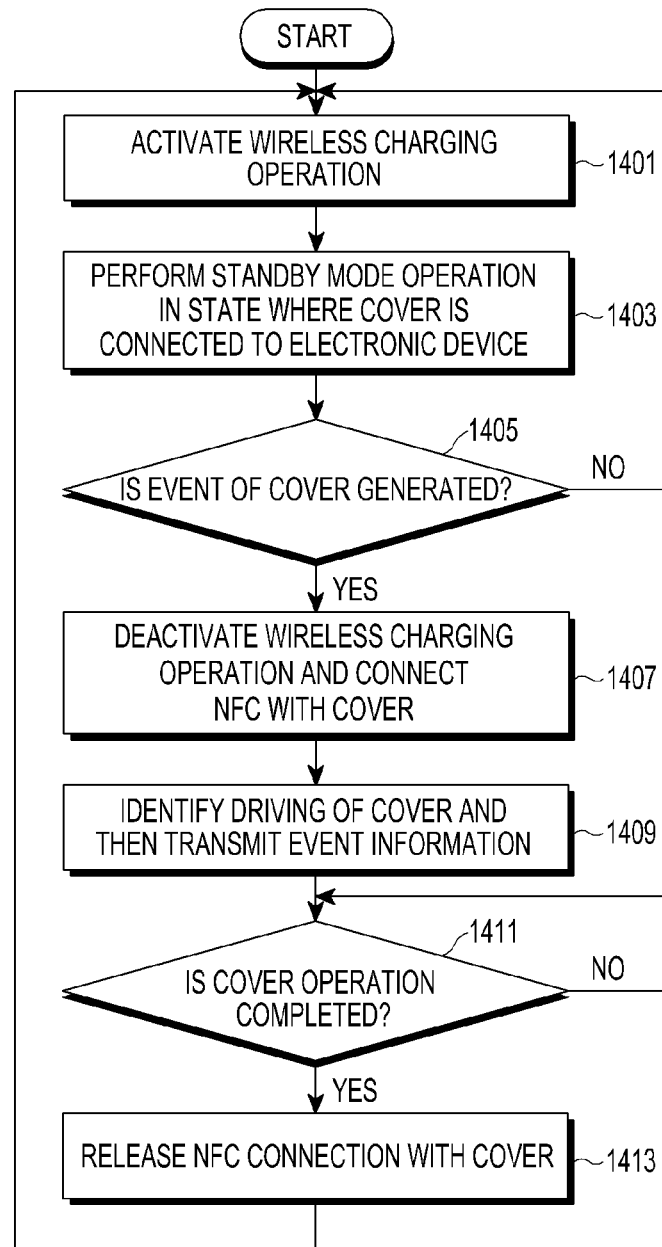 START
ACTIVATE WIRELESS CHARGING
OPERATION
1401
PERFORM STANDBY MODE OPERATION
IN STATE WHERE COVER IS
CONNECTED TO ELECTRONIC DEVICE
1403
1405
IS EVENT OF COVER GENERATED?
NO
YES
DEACTIVATE WIRELESS CHARGING
OPERATION AND CONNECT
NFC WITH COVER
1407
IDENTIFY DRIVING OF COVER AND
THEN TRANSMIT EVENT INFORMATION
1409
1411
IS COVER OPERATION
COMPLETED?
NO
YES
RELEASE NFC CONNECTION WITH COVER
1413